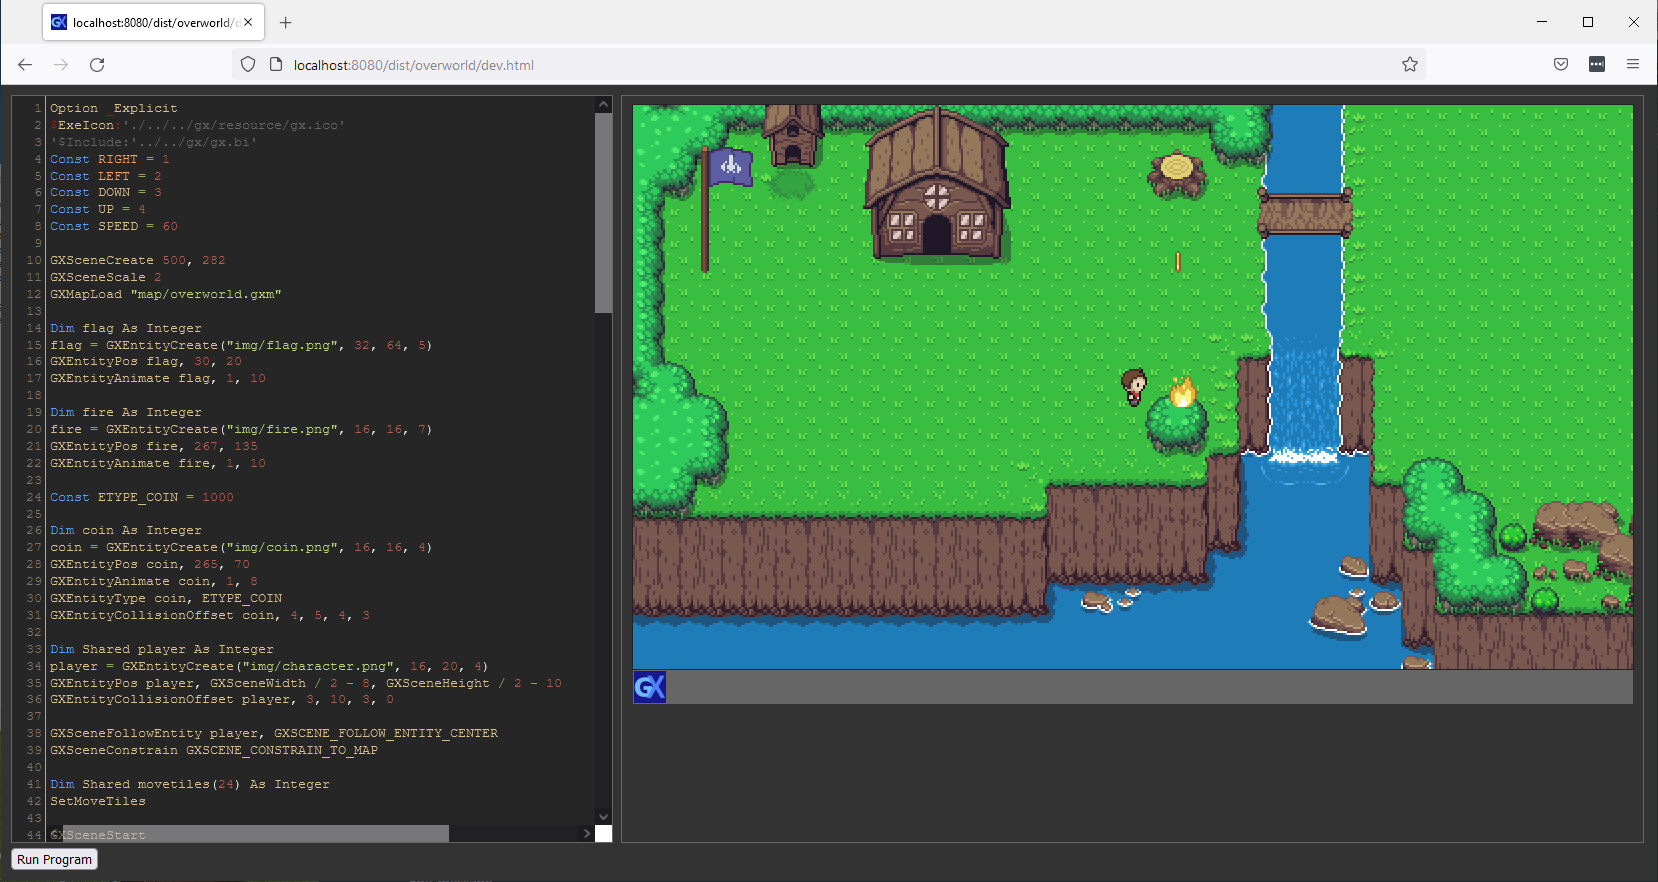 GX localhost:8080/dist/overworld/d
localhost:8080/dist/overworld/dev.html
1 Option _Explicit
2 $ExeIcon:'./../../gx/resource/gx.ico'
3 '$Include:'../../gx/gx.bi'
4 Const RIGHT = 1
5 Const LEFT = 2
6 Const DOWN = 3
7 Const UP = 4
8 Const SPEED = 60
9
10 GXSceneCreate 500, 282
11 GXSceneScale 2
12 GXMapLoad "map/overworld.gxm"
13
14 Dim flag As Integer
15 flag = GXEntityCreate("img/flag.png", 32, 64, 5)
16 GXEntityPos flag, 30, 20
17 GXEntityAnimate flag, 1, 10
18
19 Dim fire As Integer
20 fire = GXEntityCreate("img/fire.png", 16, 16, 7)
21 GXEntityPos fire, 267, 135
22 GXEntityAnimate fire, 1, 10
23
24 Const ETYPE_COIN = 1000
25
26 Dim coin As Integer
27 coin = GXEntityCreate("img/coin.png", 16, 16, 4)
28 GXEntityPos coin, 265, 70
29 GXEntityAnimate coin, 1, 8
30 GXEntityType coin, ETYPE_COIN
31 GXEntityCollisionOffset coin, 4, 5, 4, 3
32
33 Dim Shared player As Integer
34 player = GXEntityCreate("img/character.png", 16, 20, 4)
35 GXEntityPos player, GXSceneWidth / 2 - 8, GXSceneHeight / 2 - 10
36 GXEntityCollisionOffset player, 3, 10, 3, 0
37
38 GXSceneFollowEntity player, GXSCENE_FOLLOW_ENTITY_CENTER
39 GXSceneConstrain GXSCENE_CONSTRAIN_TO_MAP
40
41 Dim Shared movetiles(24) As Integer
42 SetMoveTiles
43
44 GXSceneStart
GX
Run Program